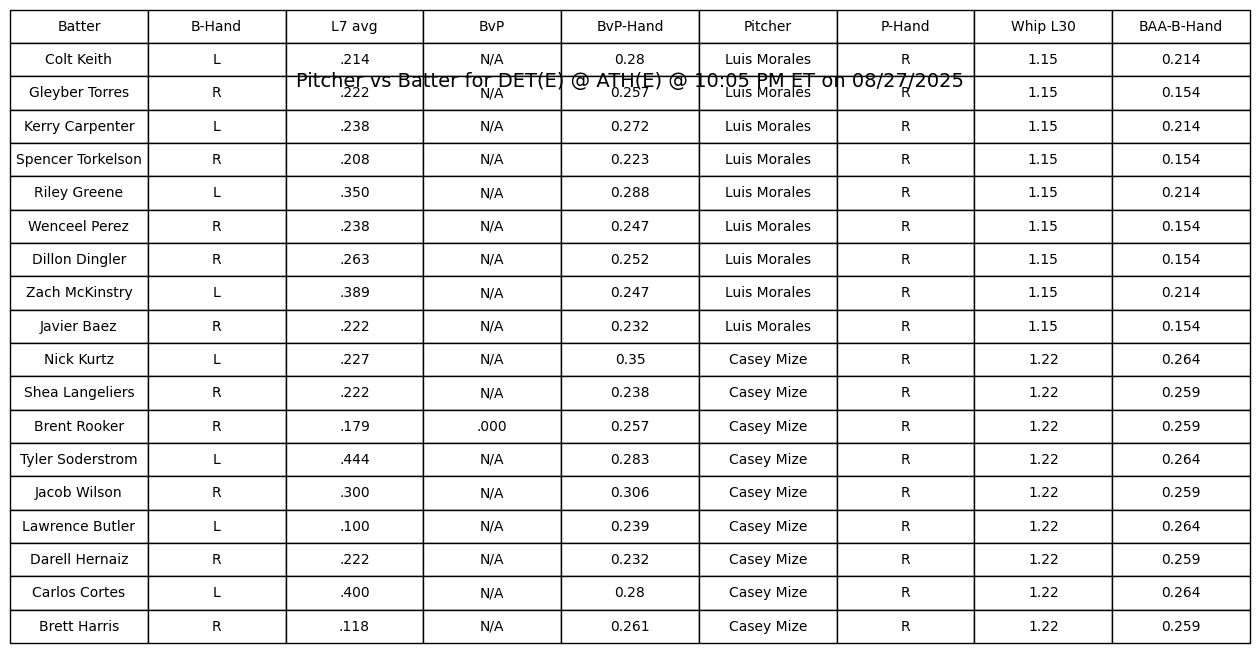 Batter B-Hand L7 avg BvP BvP-Hand Pitcher P-Hand Whip L30 BAA-B-Hand
Colt Keith L .214 N/A 0.28 Luis Morales R 1.15 0.214
Pitcher vs Batter for DET(E) @ ATH(E) @ 10:05 PM ET on 08/27/2025
Gleyber Torres R .222 N/A 0.257 Luis Morales R 1.15 0.154
Kerry Carpenter L .238 N/A 0.272 Luis Morales R 1.15 0.214
Spencer Torkelson R .208 N/A 0.223 Luis Morales R 1.15 0.154
Riley Greene L .350 N/A 0.288 Luis Morales R 1.15 0.214
Wenceel Perez R .238 N/A 0.247 Luis Morales R 1.15 0.154
Dillon Dingler R .263 N/A 0.252 Luis Morales R 1.15 0.154
Zach McKinstry L .389 N/A 0.247 Luis Morales R 1.15 0.214
Javier Baez R .222 N/A 0.232 Luis Morales R 1.15 0.154
Nick Kurtz L .227 N/A 0.35 Casey Mize R 1.22 0.264
Shea Langeliers R .222 N/A 0.238 Casey Mize R 1.22 0.259
Brent Rooker R .179 .000 0.257 Casey Mize R 1.22 0.259
Tyler Soderstrom L .444 N/A 0.283 Casey Mize R 1.22 0.264
Jacob Wilson R .300 N/A 0.306 Casey Mize R 1.22 0.259
Lawrence Butler L .100 N/A 0.239 Casey Mize R 1.22 0.264
Darell Hernaiz R .222 N/A 0.232 Casey Mize R 1.22 0.259
Carlos Cortes L .400 N/A 0.28 Casey Mize R 1.22 0.264
Brett Harris R .118 N/A 0.261 Casey Mize R 1.22 0.259